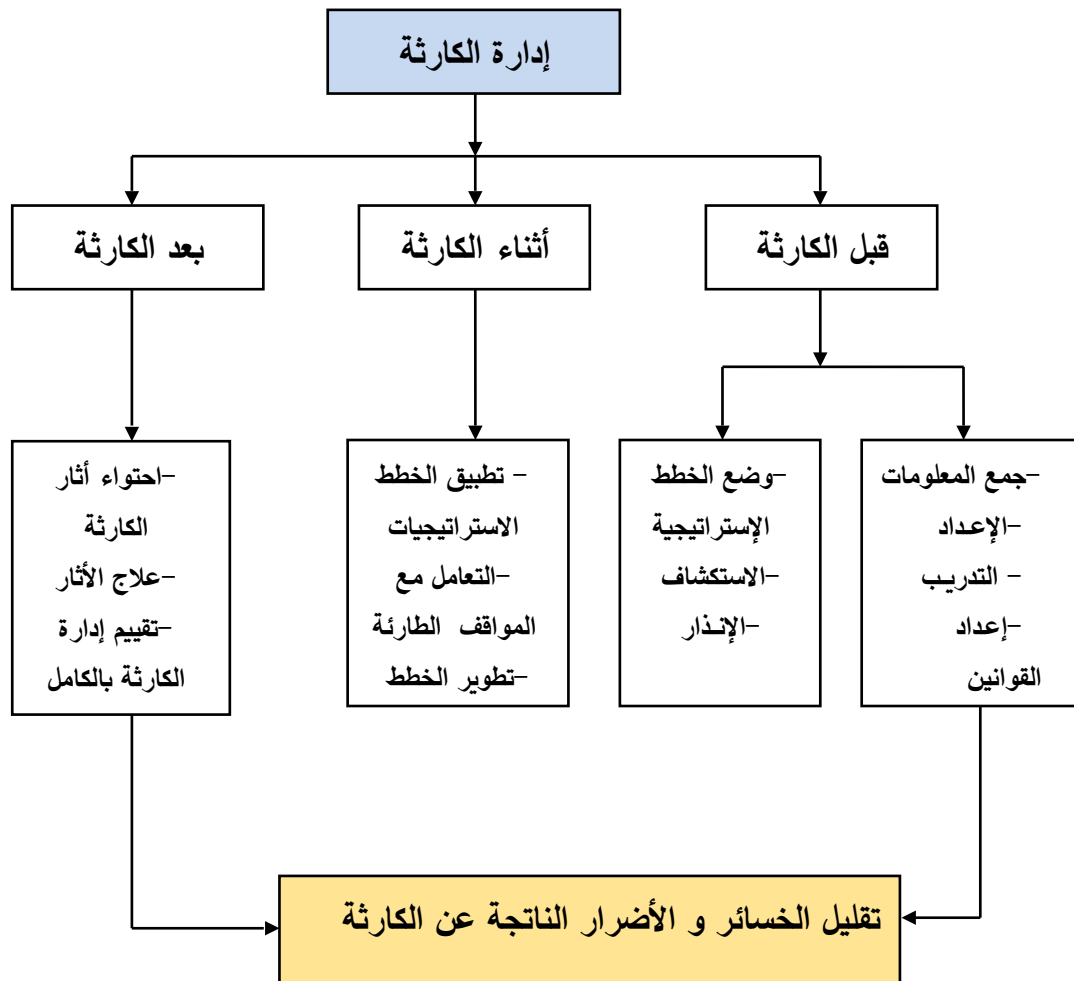 إدارة الكارثة
قبل الكارثة
أثناء الكارثة
بعد الكارثة
-جمع المعلومات
-الإعداد
- التدريب
-إعداد
القوانين
-وضع الخطط
الإستراتيجية
-الاستكشاف
-الإنذار
- تطبيق الخطط
الاستراتيجيات
-التعامل مع
المواقف الطارئة
-تطوير الخطط
-احتواء أثار
الكارثة
-علاج الأثار
-تقييم إدارة
الكارثة بالكامل
تقليل الخسائر و الأضرار الناتجة عن الكارثة